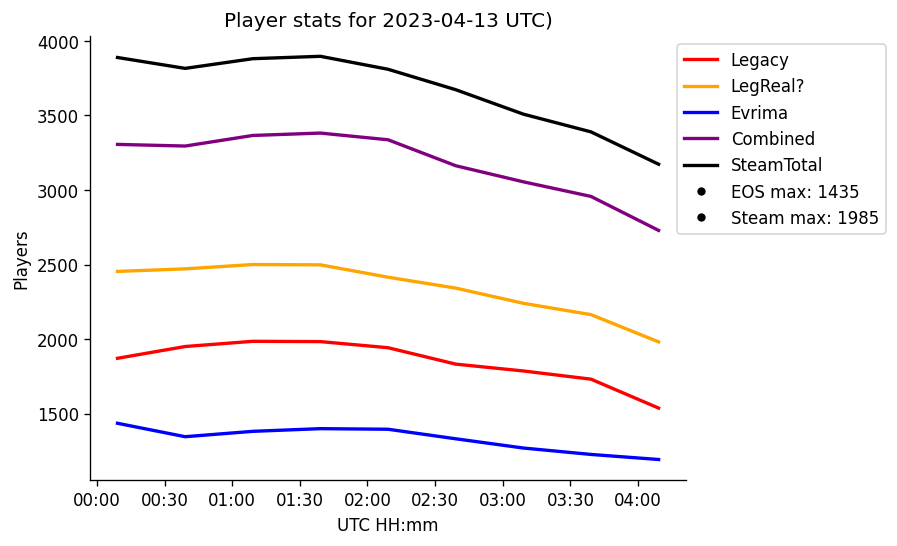 Player stats for 2023-04-13 UTC)
4000
3500
3000
2500
2000
1500
Players
00:00 00:30 01:00 01:30 02:00 02:30 03:00 03:30 04:00
UTC HH:mm
Legacy
LegReal?
Evrima
Combined
SteamTotal
EOS max: 1435
Steam max: 1985